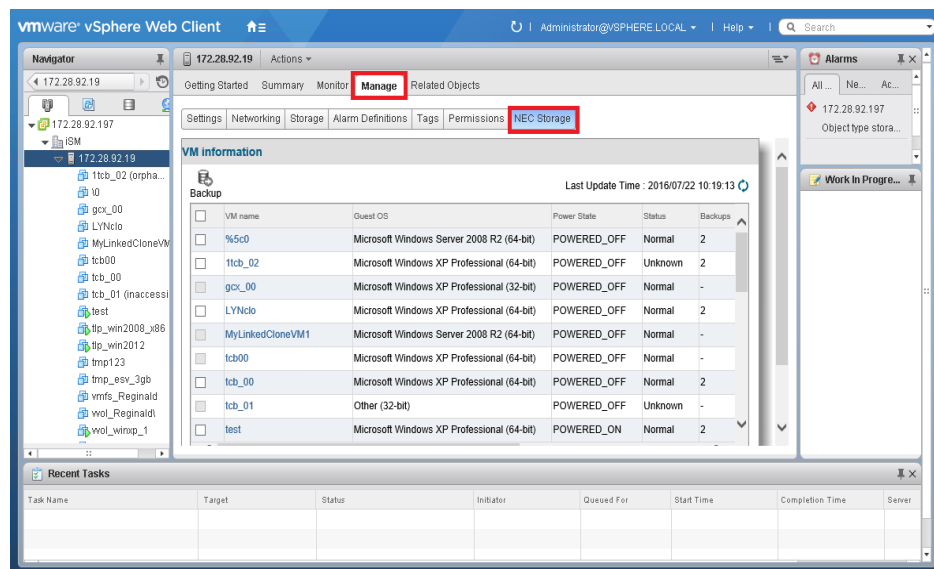 vmware® vSphere Web Client
Administrator@VSPHERE.LOCAL
Help
Search
Navigator
172.28.92.19
172.28.92.197
iSM
172.28.92.19
1tcb_02 (orpha...
\0
gcx_00
LYNclo
MyLinkedCloneVM
tcb00
tcb_00
tcb_01 (inaccessi
test
tlp_win2008_x86
tlp_win2012
tmp123
tmp_esv_3gb
vmfs_Reginald
vvol_Reginald\
vvol_winxp_1
172.28.92.19 Actions
Getting Started Summary Monitor Manage Related Objects
Settings Networking Storage Alarm Definitions Tags Permissions NEC Storage
VM information
Backup
Last Update Time : 2016/07/22 10:19:13
VM name Guest OS Power State Status Backups
%5c0 Microsoft Windows Server 2008 R2 (64-bit) POWERED_OFF Normal 2
1tcb_02 Microsoft Windows XP Professional (64-bit) POWERED_OFF Unknown 2
gcx_00 Microsoft Windows XP Professional (32-bit) POWERED_OFF Normal -
LYNclo Microsoft Windows XP Professional (64-bit) POWERED_OFF Normal 2
MyLinkedCloneVM1 Microsoft Windows Server 2008 R2 (64-bit) POWERED_OFF Normal -
tcb00 Microsoft Windows XP Professional (64-bit) POWERED_OFF Normal -
tcb_00 Microsoft Windows XP Professional (64-bit) POWERED_OFF Normal 2
tcb_01 Other (32-bit) POWERED_OFF Unknown -
test Microsoft Windows XP Professional (64-bit) POWERED_ON Normal 2
Alarms
All ... Ne... Ac...
172.28.92.197
Object type stora...
Work In Progre...
Recent Tasks
Task Name Target Status Initiator Queued For Start Time Completion Time Server